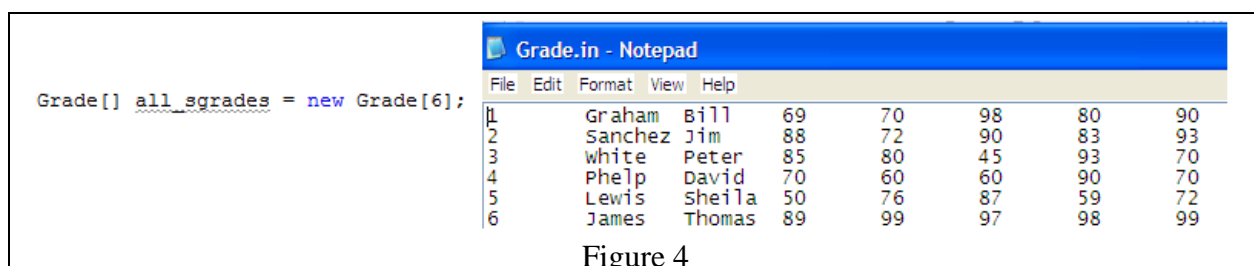 Grade.in - Notepad
File Edit Format View Help
Grade[] all_sgrades = new Grade[6];
1 Graham Bill 69 70 98 80 90
2 Sanchez Jim 88 72 90 83 93
3 White Peter 85 80 45 93 70
4 Phelp David 70 60 60 90 70
5 Lewis Sheila 50 76 87 59 72
6 James Thomas 89 99 97 98 99
Figure 4